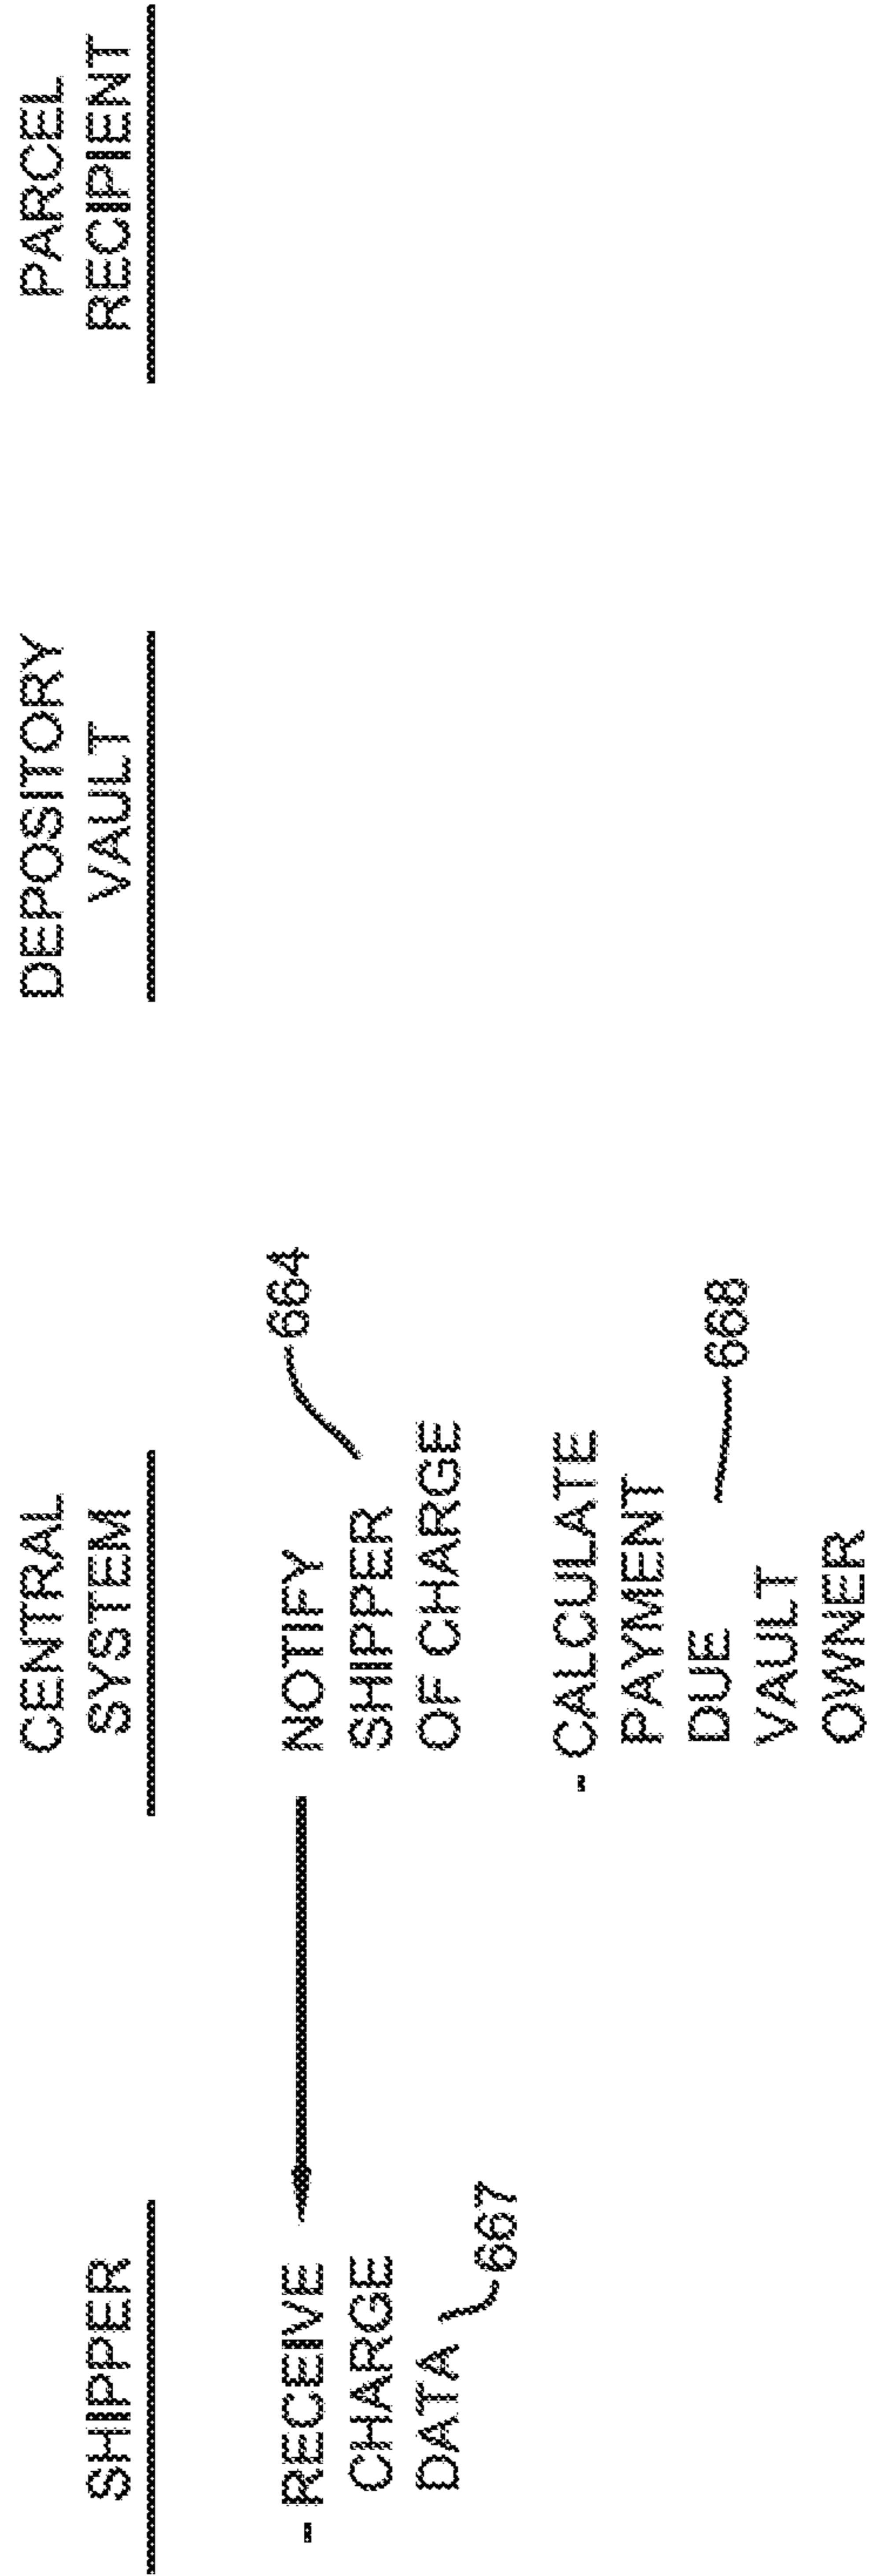 SHIPPER
CENTRAL
SYSTEM
DEPOSITORY
VAULT
PARCEL
RECIPIENT
- RECEIVE
CHARGE
DATA
667
NOTIFY
SHIPPER
OF CHARGE
664
- CALCULATE
PAYMENT
DUE
VAULT
OWNER
668